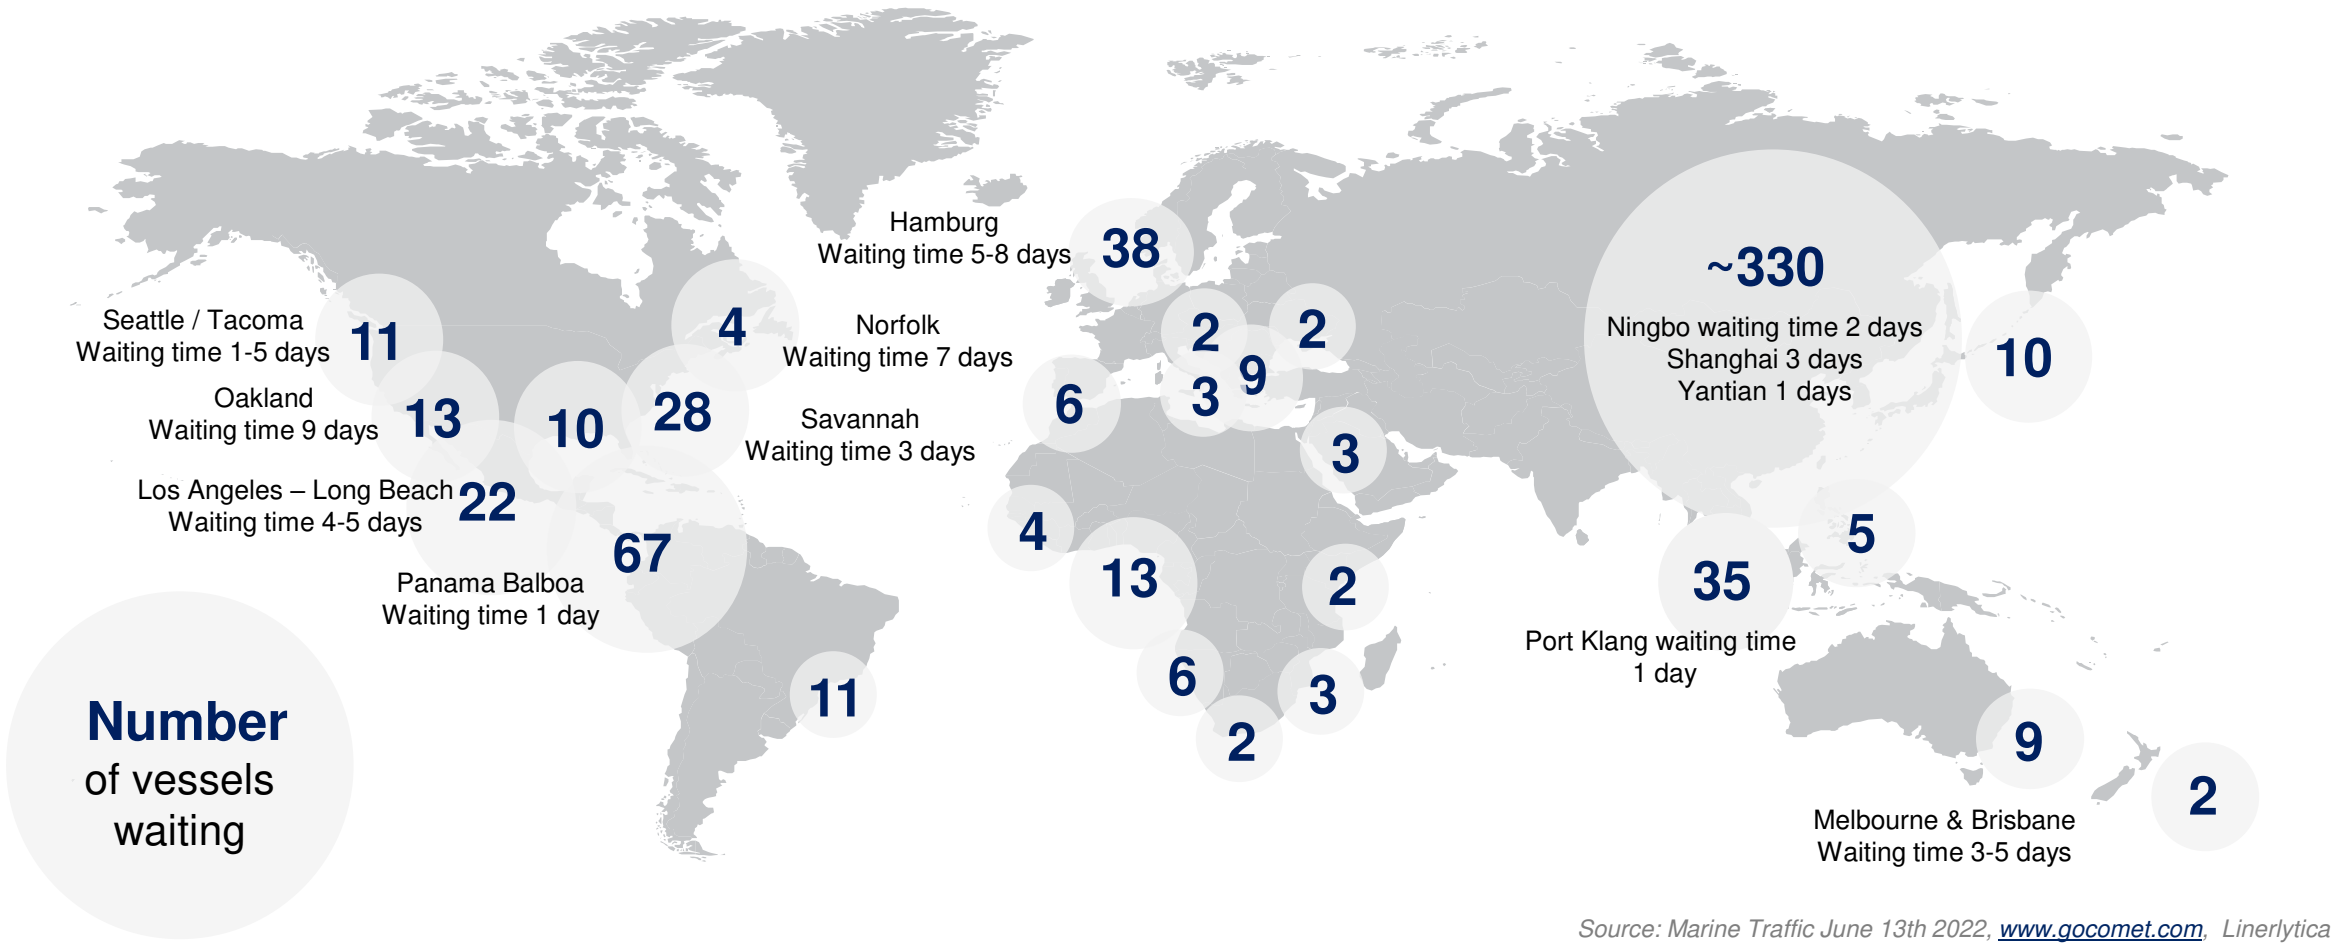 Hamburg
Waiting time 5-8 days
38
~330
Ningbo waiting time 2 days
Shanghai 3 days
Yantian 1 days
10
Seattle / Tacoma
Waiting time 1-5 days
11
4
Norfolk
Waiting time 7 days
2
2
9
3
6
Oakland
Waiting time 9 days
13
10
28
Savannah
Waiting time 3 days
3
Los Angeles – Long Beach
Waiting time 4-5 days
22
67
Panama Balboa
Waiting time 1 day
4
13
2
35
5
Port Klang waiting time
1 day
11
6
3
2
9
2
Melbourne & Brisbane
Waiting time 3-5 days
Number
of vessels
waiting
Source: Marine Traffic June 13th 2022, www.gocomet.com, Linerlytica